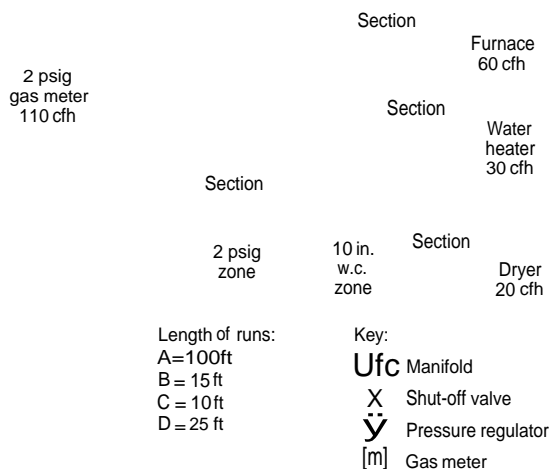 Section
Furnace
60 cfh
2 psig
gas meter
110 cfh
Section
Water
heater
30 cfh
Section
2 psig
zone
10 in.
w.c.
zone
Section
Dryer
20 cfh
Length of runs:
A=100ft
B = 15 ft
C = 10 ft
D = 25 ft
Key:
Ufc Manifold
X Shut-off valve
Ÿ Pressure regulator
[m] Gas meter